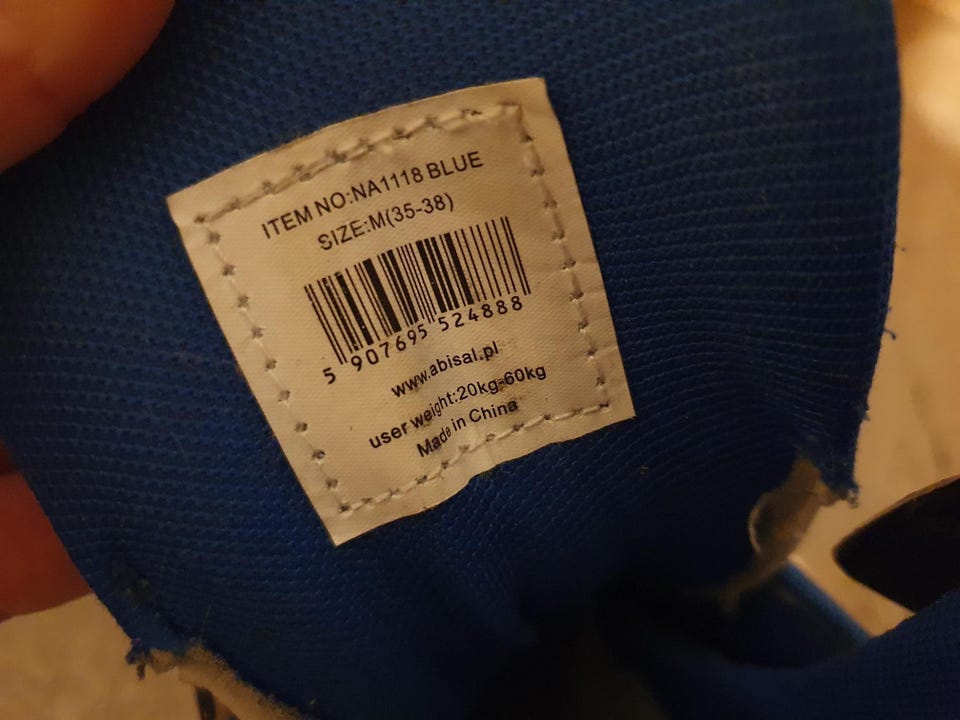 ITEM NO:NA1118 BLUE
SIZE:M(35-38)
5 907695 524888
www.abisal.pl
user weight:20kg-60kg
Made in China